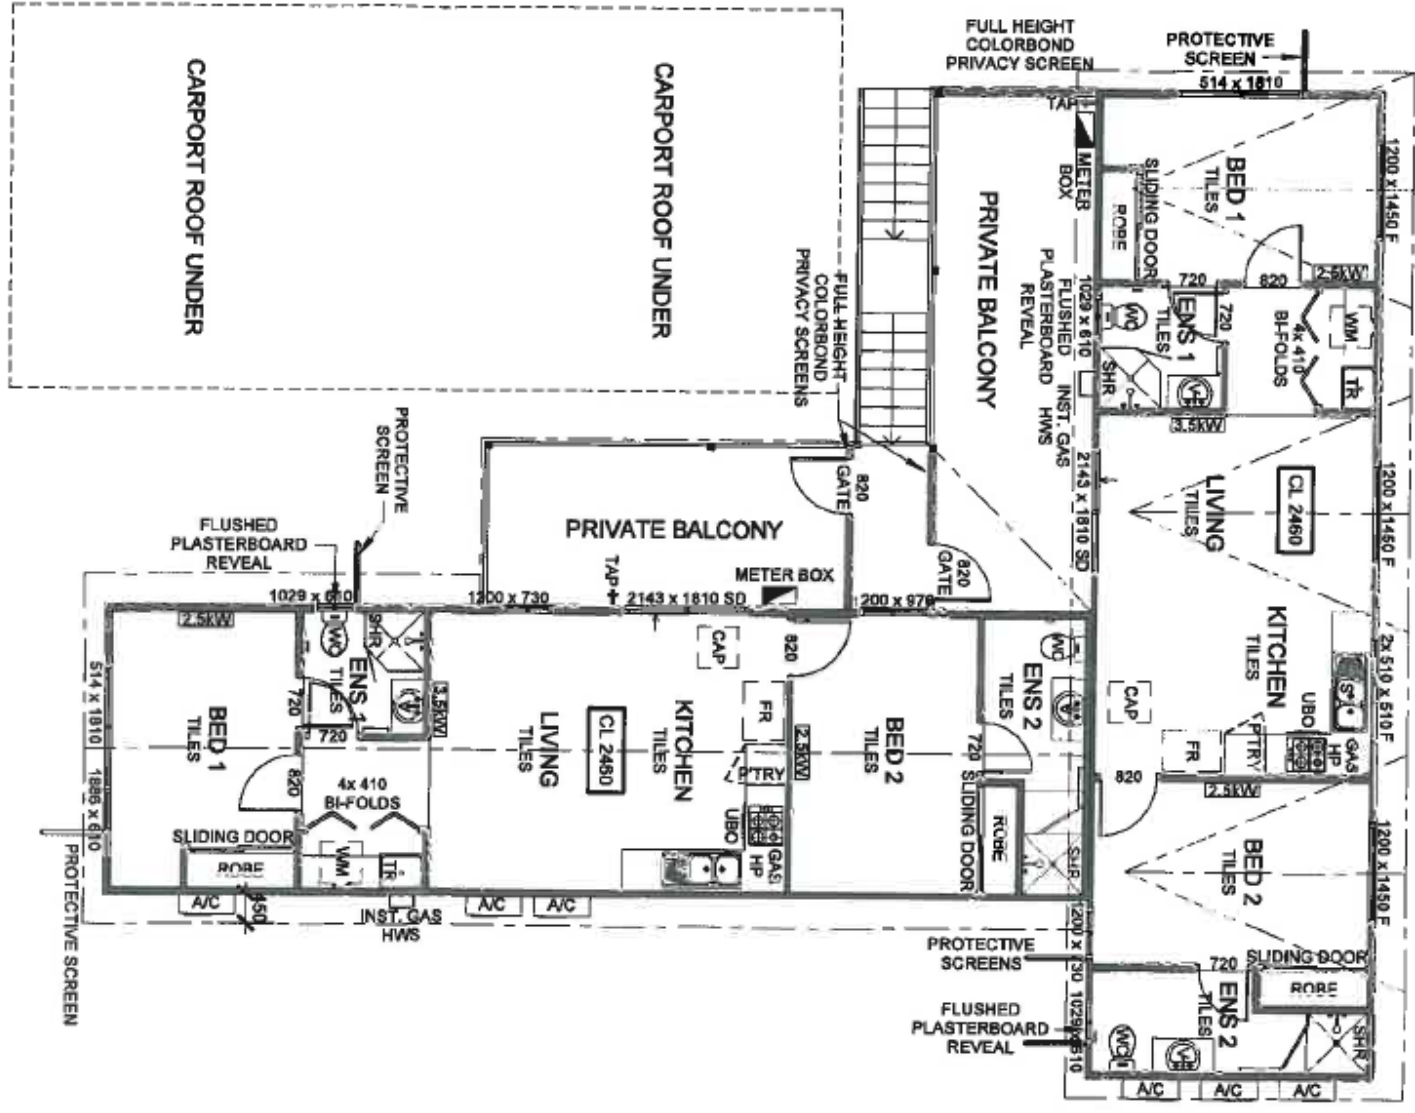 CARPORT ROOF UNDER
CARPORT ROOF UNDER
FULL HEIGHT
COLORBOND
PRIVACY SCREEN
PROTECTIVE
SCREEN
514 x 1810
TAP
METER
BOX
PRIVATE BALCONY
FULL HEIGHT
COLORBOND
PRIVACY SCREENS
BED 1
TILES
SLIDING DOOR
ROBE
1200 x 1450 F
720
820
2.5kW
1029 x 610
FLUSHED
PLASTERBOARD
REVEAL
INST. GAS
HWS
WC
ENS 1
TILES
720
SHR
4x 410
BI-FOLDS
WM
TR
3.5kW
2143 x 1810 SD
LIVING
TILES
CL 2460
1200 x 1450 F
KITCHEN
TILES
2x 510 x 510 F
UBO
CAP
FR
P'TRY
GAS
HP
820
2.5kW
BED 2
TILES
1200 x 1450 F
720
SLIDING DOOR
ROBE
ENS 2
TILES
WC
SHR
A/C
A/C
A/C
820
GATE
820
GATE
PRIVATE BALCONY
TAP
METER BOX
PROTECTIVE
SCREEN
FLUSHED
PLASTERBOARD
REVEAL
1029 x 610
1200 x 730
2143 x 1810 SD
200 x 970
2.5kW
WC
SHR
ENS 1
TILES
3.5kW
514 x 1810
1886 x 610
BED 1
TILES
720
720
820
4x 410
BI-FOLDS
SLIDING DOOR
ROBE
WM
TR
A/C
450
INST. GAS
HWS
PROTECTIVE SCREEN
LIVING
TILES
CL 2460
KITCHEN
TILES
CAP
FR
P'TRY
UBO
GAS
HP
A/C
A/C
820
2.5kW
BED 2
TILES
WC
ENS 2
TILES
720
SLIDING DOOR
ROBE
SHR
PROTECTIVE
SCREENS
1200 x 730
1029 x 610
FLUSHED
PLASTERBOARD
REVEAL